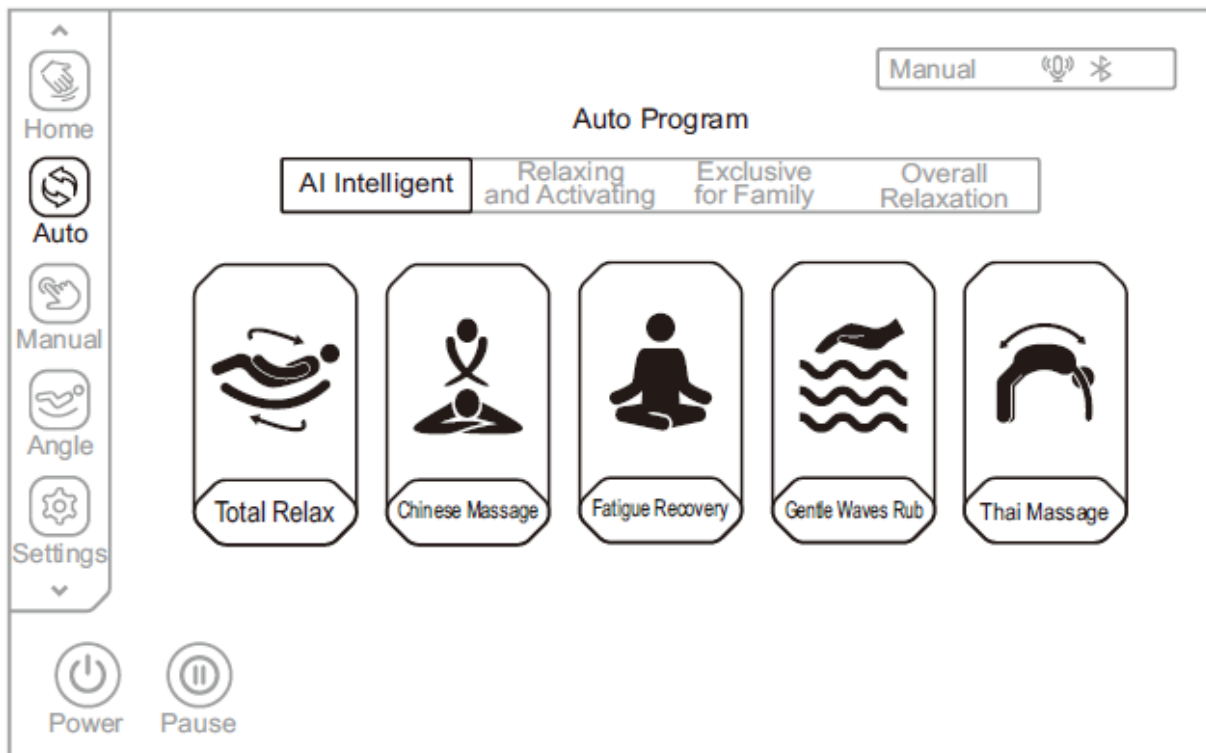 Home
Auto
Manual
Angle
Settings
Power
Pause
Manual
Auto Program
AI Intelligent
Relaxing
and Activating
Exclusive
for Family
Overall
Relaxation
Total Relax
Chinese Massage
Fatigue Recovery
Gentle Waves Rub
Thai Massage